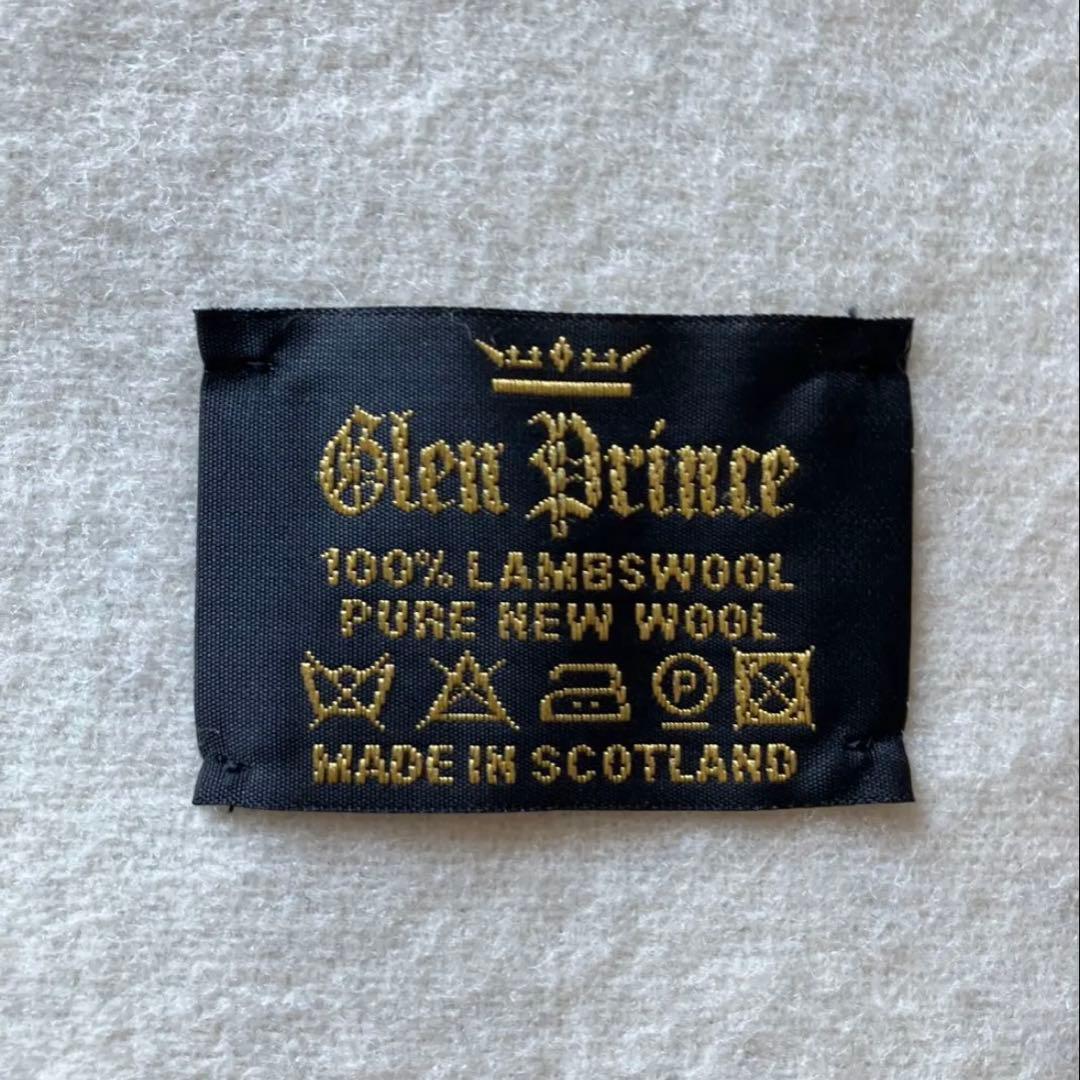 Glen Prince
100% LAMBSWOOL
PURE NEW WOOL
P
MADE IN SCOTLAND